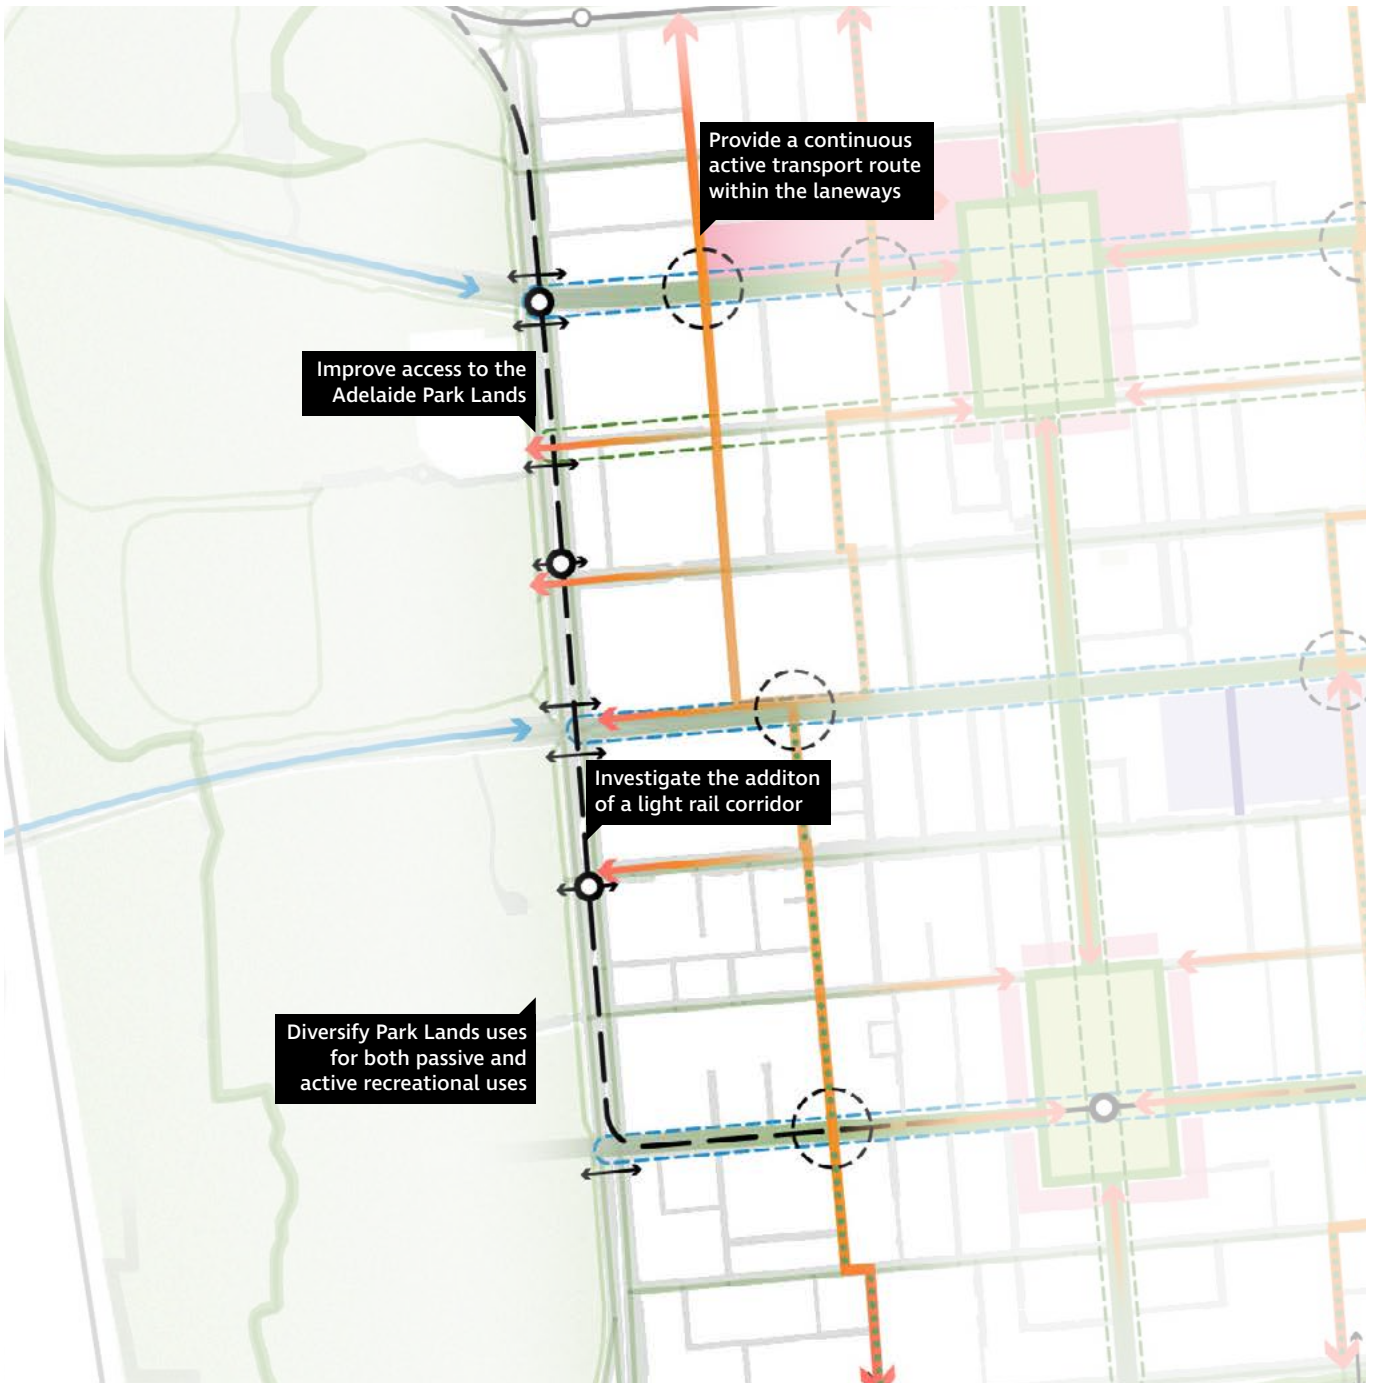 Provide a continuous
active transport route
within the laneways
Improve access to the
Adelaide Park Lands
Investigate the additon
of a light rail corridor
Diversify Park Lands uses
for both passive and
active recreational uses